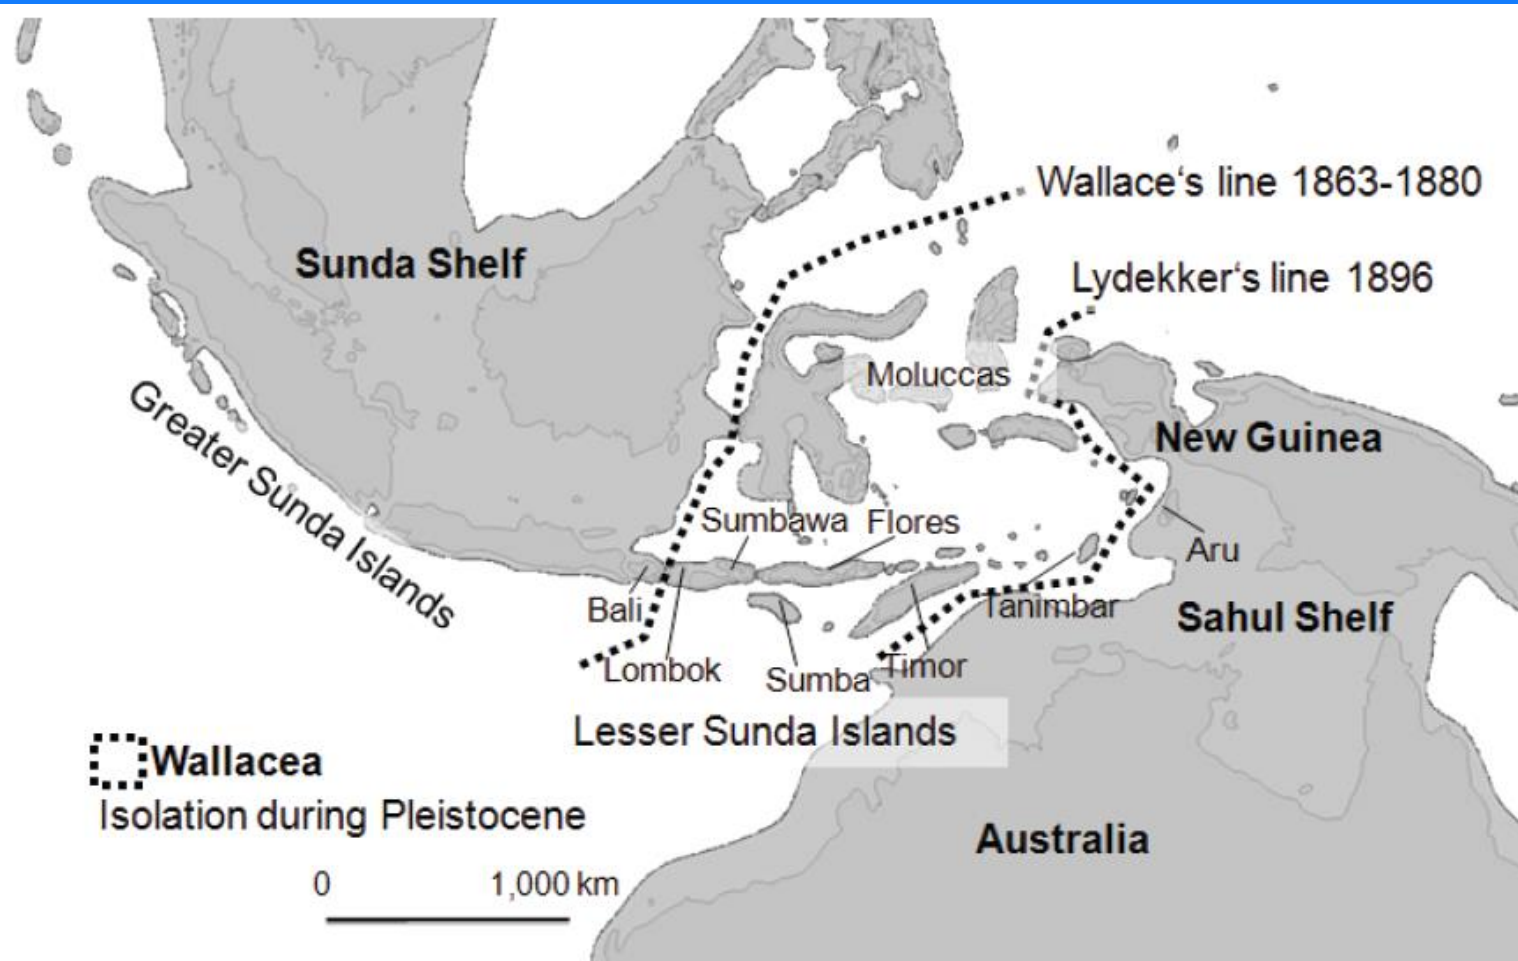 Wallace's line 1863-1880
Sunda Shelf
Lydekker's line 1896
Moluccas
Greater Sunda Islands
New Guinea
Sumbawa
Flores
Aru
Bali
Tanimbar
Sahul Shelf
Lombok
Sumba
Timor
Lesser Sunda Islands
Wallacea
Isolation during Pleistocene
Australia
0
1,000 km